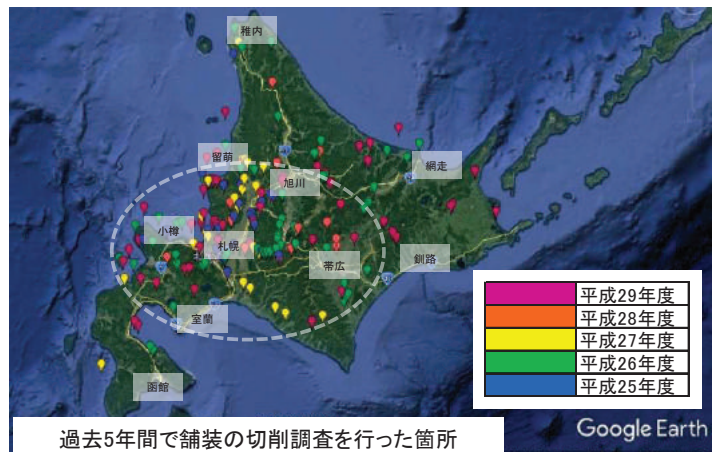 稚内
留萌
網走
旭川
小樽
札幌
帯広
釧路
室蘭
函館
平成29年度
平成28年度
平成27年度
平成26年度
平成25年度
Google Earth
過去5年間で舗装の切削調査を行った箇所